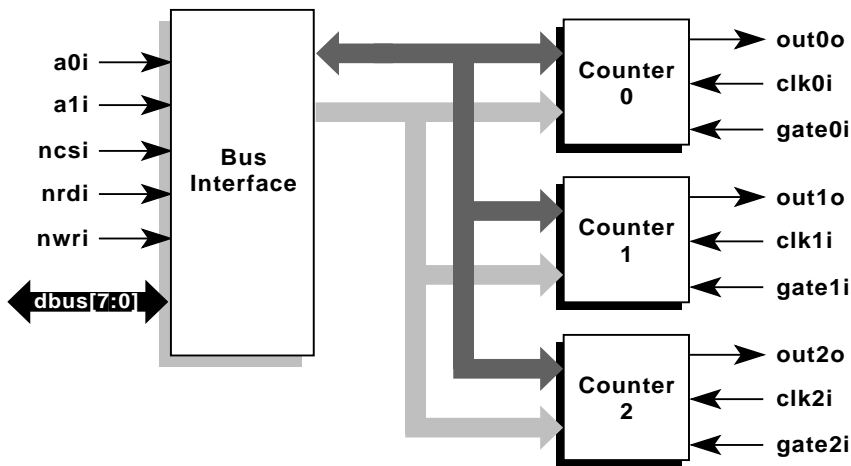 a0i
a1i
ncsi
nrdi
nwri
dbus[7:0]
Bus
Interface
Counter
0
out0o
clk0i
gate0i
Counter
1
out1o
clk1i
gate1i
Counter
2
out2o
clk2i
gate2i